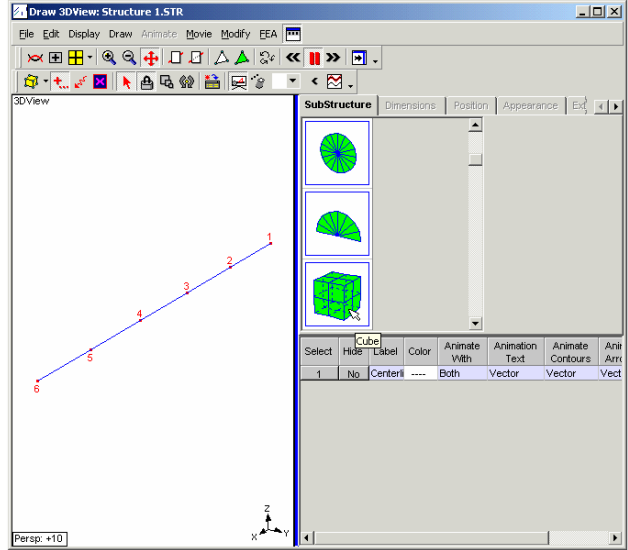 Draw 3DView: Structure 1.STR
File Edit Display Draw Animate Movie Modify FEA
3DView
SubStructure Dimensions Position Appearance Ext
1
2
3
4
5
6
Cube
Select Hide Label Color Animate With Animation Text Animate Contours Ani Arro
1 No Centerli ---- Both Vector Vector Vect
Z
X Y
Persp: +10